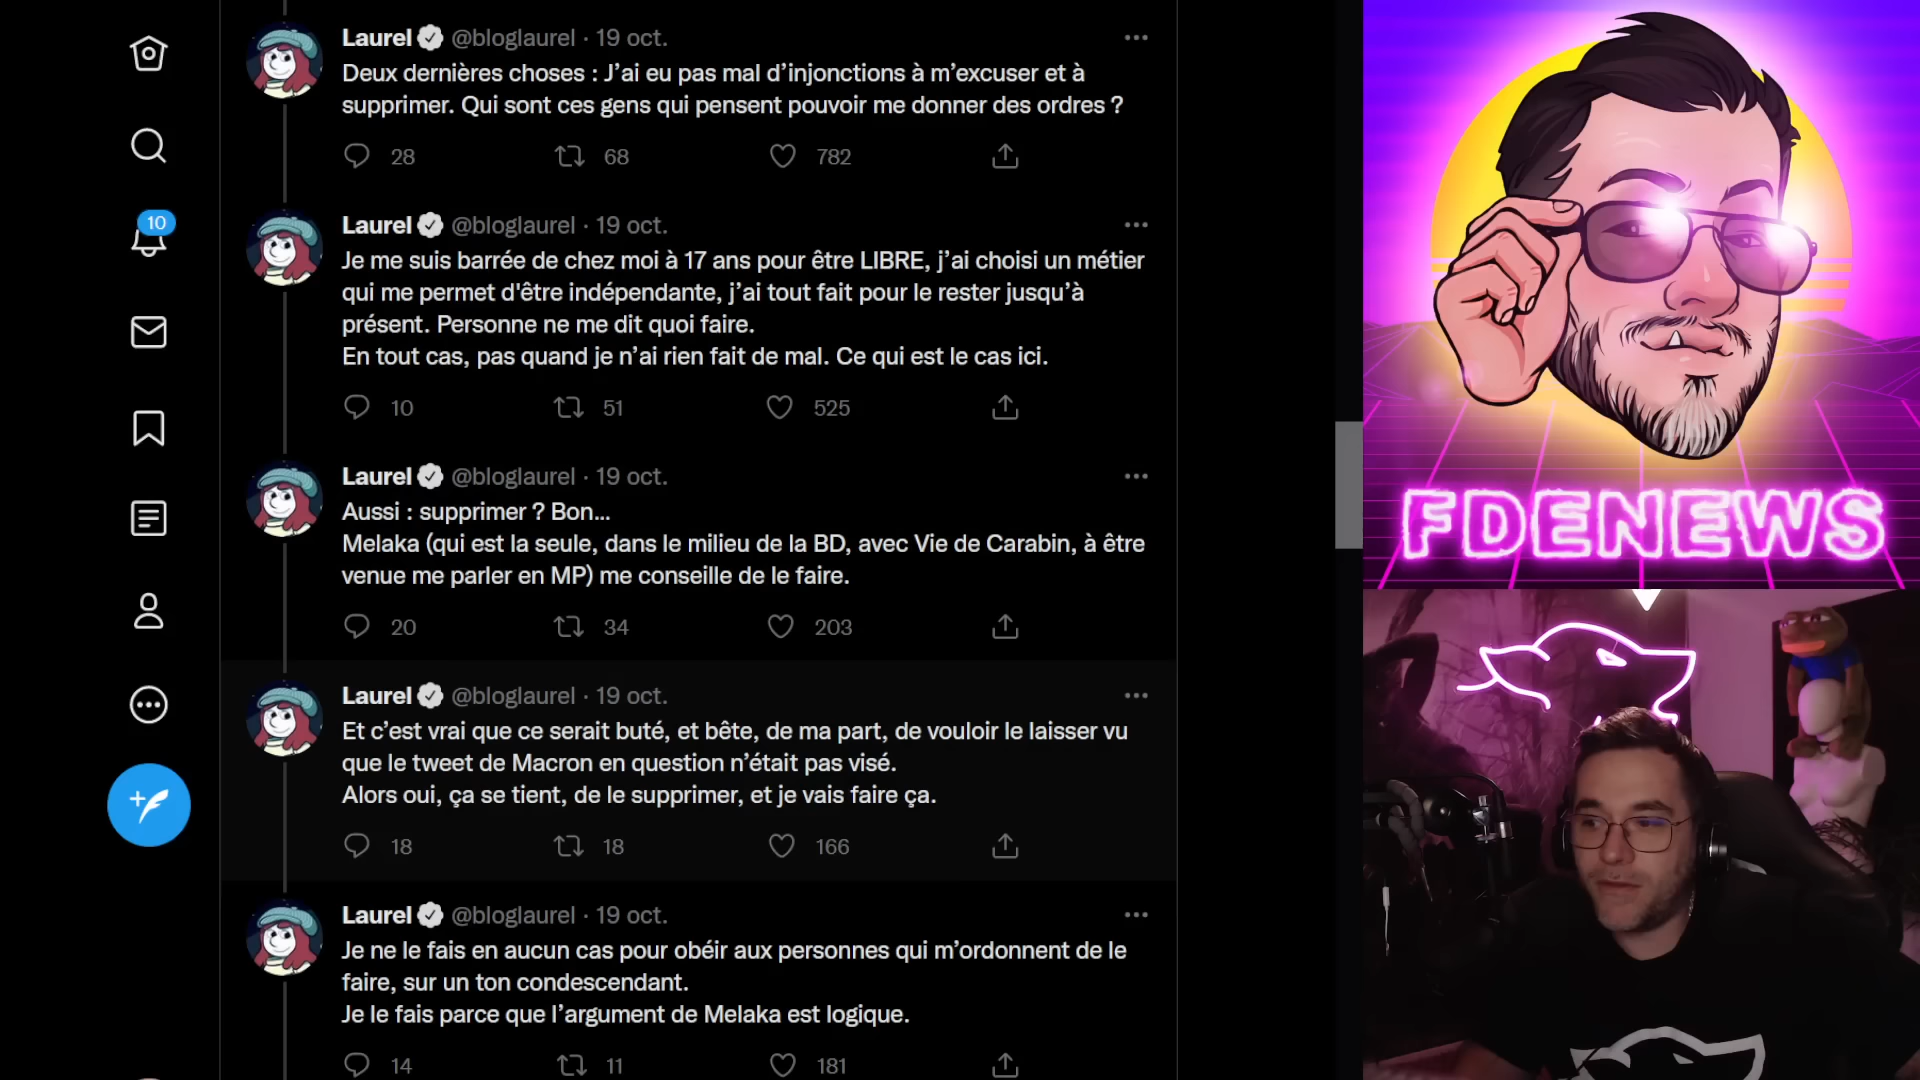 Laurel @bloglaurel · 19 oct.
Deux dernières choses : J’ai eu pas mal d’injonctions à m’excuser et à
supprimer. Qui sont ces gens qui pensent pouvoir me donner des ordres ?
28 68 782
10
Laurel @bloglaurel · 19 oct.
Je me suis barrée de chez moi à 17 ans pour être LIBRE, j’ai choisi un métier
qui me permet d'être indépendante, j’ai tout fait pour le rester jusqu’à
présent. Personne ne me dit quoi faire.
En tout cas, pas quand je n’ai rien fait de mal. Ce qui est le cas ici.
10 51 525
Laurel @bloglaurel · 19 oct.
Aussi : supprimer ? Bon...
Melaka (qui est la seule, dans le milieu de la BD, avec Vie de Carabin, à être
venue me parler en MP) me conseille de le faire.
20 34 203
Laurel @bloglaurel · 19 oct.
Et c’est vrai que ce serait buté, et bête, de ma part, de vouloir le laisser vu
que le tweet de Macron en question n’était pas visé.
Alors oui, ça se tient, de le supprimer, et je vais faire ça.
18 18 166
Laurel @bloglaurel · 19 oct.
Je ne le fais en aucun cas pour obéir aux personnes qui m’ordonnent de le
faire, sur un ton condescendant.
Je le fais parce que l’argument de Melaka est logique.
14 11 181
FDENEWS